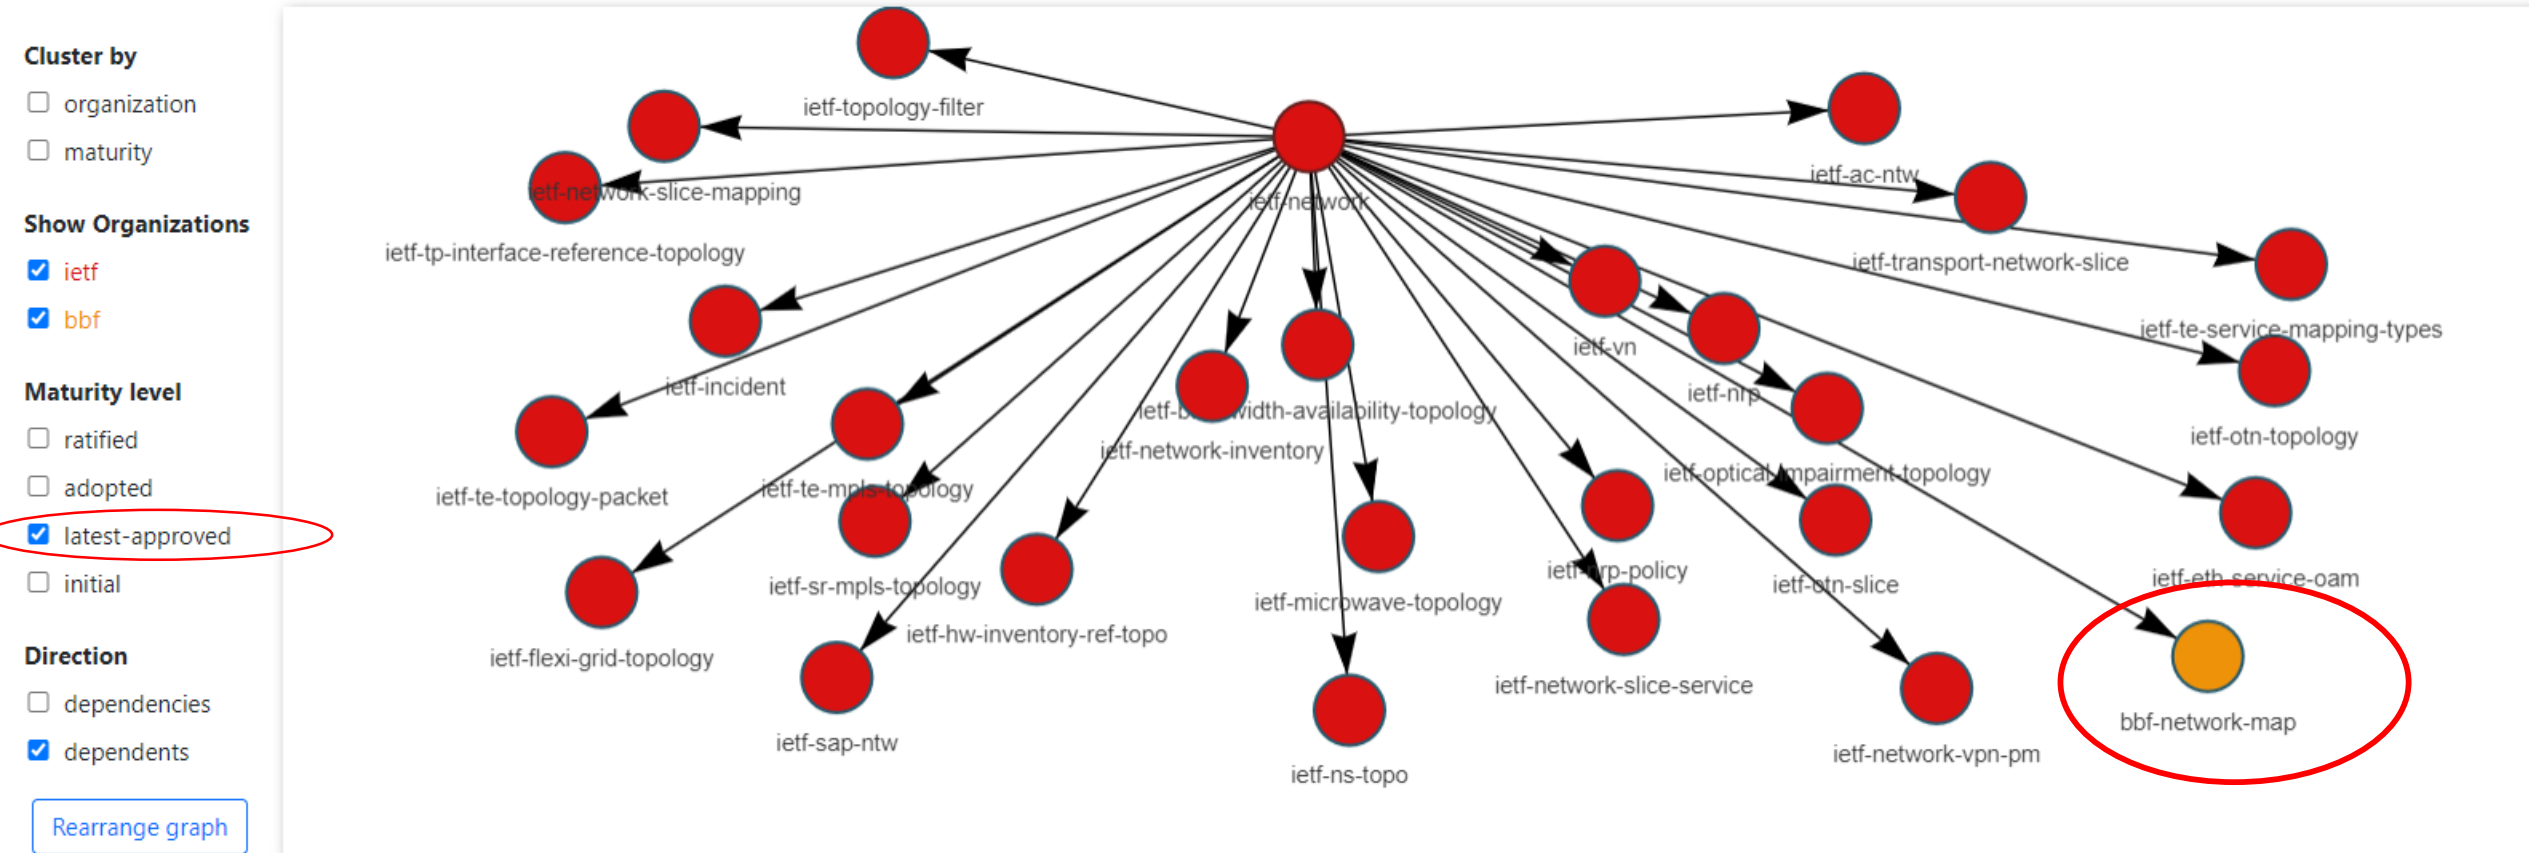 Cluster by
organization
maturity
Show Organizations
ietf
bbf
Maturity level
ratified
adopted
latest-approved
initial
Direction
dependencies
dependents
Rearrange graph
ietf-topology-filter
ietf-network-slice-mapping
ietf-network
ietf-ac-ntw
ietf-tp-interface-reference-topology
ietf-transport-network-slice
ietf-te-service-mapping-types
ietf-vn
ietf-incident
ietf-nrp
ietf-bandwidth-availability-topology
ietf-otn-topology
ietf-network-inventory
ietf-te-topology-packet
ietf-te-mpls-topology
ietf-optical-impairment-topology
ietf-sr-mpls-topology
ietf-nrp-policy
ietf-otn-slice
ietf-eth-service-oam
ietf-microwave-topology
ietf-hw-inventory-ref-topo
ietf-flexi-grid-topology
ietf-network-slice-service
bbf-network-map
ietf-sap-ntw
ietf-network-vpn-pm
ietf-ns-topo